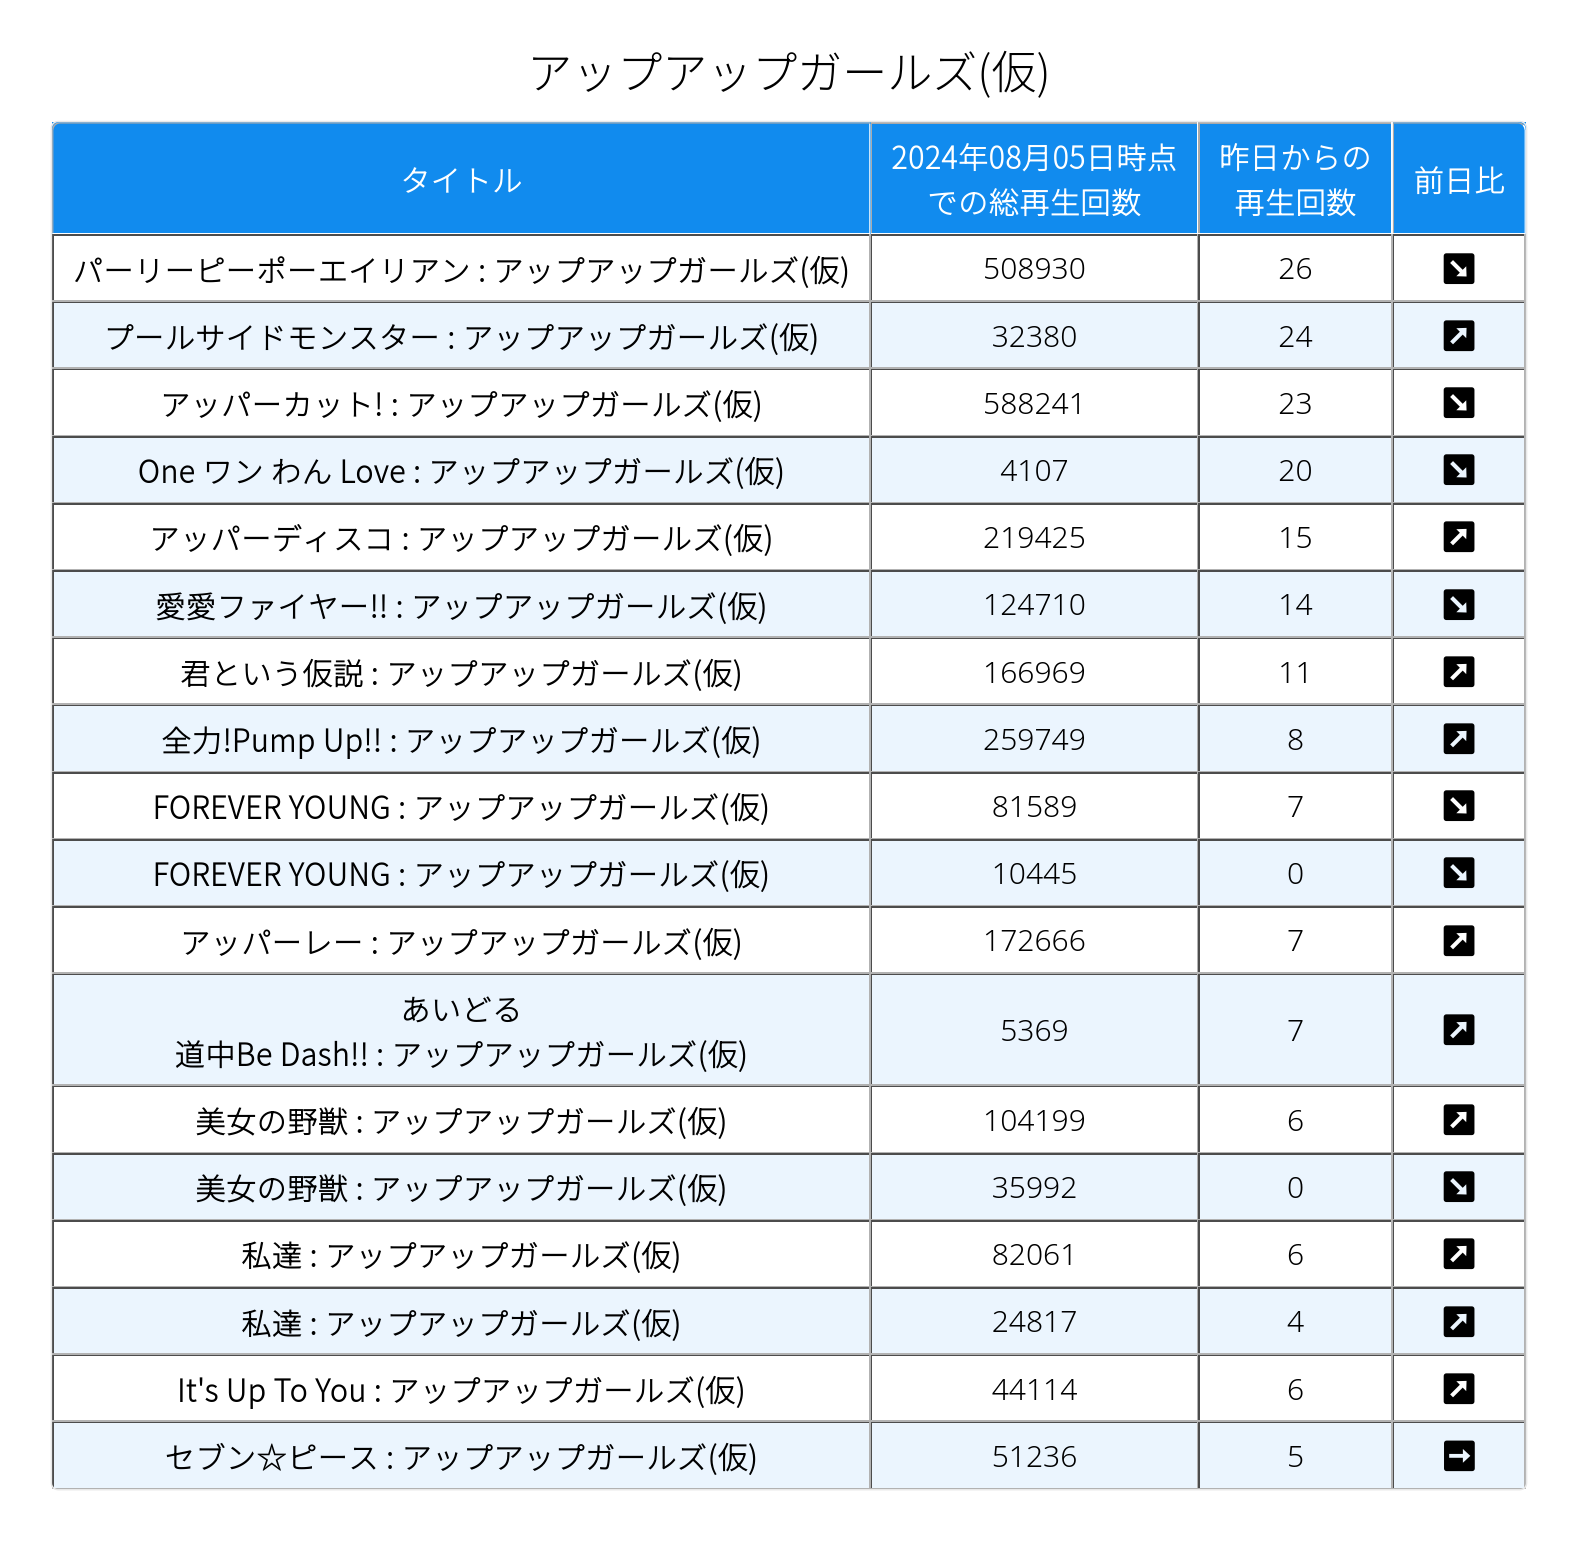 アップアップガールズ(仮)
タイトル 2024年08月05日時点 昨日からの 前日比
での総再生回数 再生回数
パーリーピーポーエイリアン : アップアップガールズ(仮) 508930 26 ↘
プールサイドモンスター : アップアップガールズ(仮) 32380 24 ↗
アッパーカット! : アップアップガールズ(仮) 588241 23 ↘
One ワン わん Love : アップアップガールズ(仮) 4107 20 ↘
アッパーディスコ : アップアップガールズ(仮) 219425 15 ↗
愛愛ファイヤー!! : アップアップガールズ(仮) 124710 14 ↘
君という仮説 : アップアップガールズ(仮) 166969 11 ↗
全力!Pump Up!! : アップアップガールズ(仮) 259749 8 ↗
FOREVER YOUNG : アップアップガールズ(仮) 81589 7 ↘
FOREVER YOUNG : アップアップガールズ(仮) 10445 0 ↘
アッパーレー : アップアップガールズ(仮) 172666 7 ↗
あいどる
道中Be Dash!! : アップアップガールズ(仮) 5369 7 ↗
美女の野獣 : アップアップガールズ(仮) 104199 6 ↗
美女の野獣 : アップアップガールズ(仮) 35992 0 ↘
私達 : アップアップガールズ(仮) 82061 6 ↗
私達 : アップアップガールズ(仮) 24817 4 ↗
It's Up To You : アップアップガールズ(仮) 44114 6 ↗
セブン☆ピース : アップアップガールズ(仮) 51236 5 →